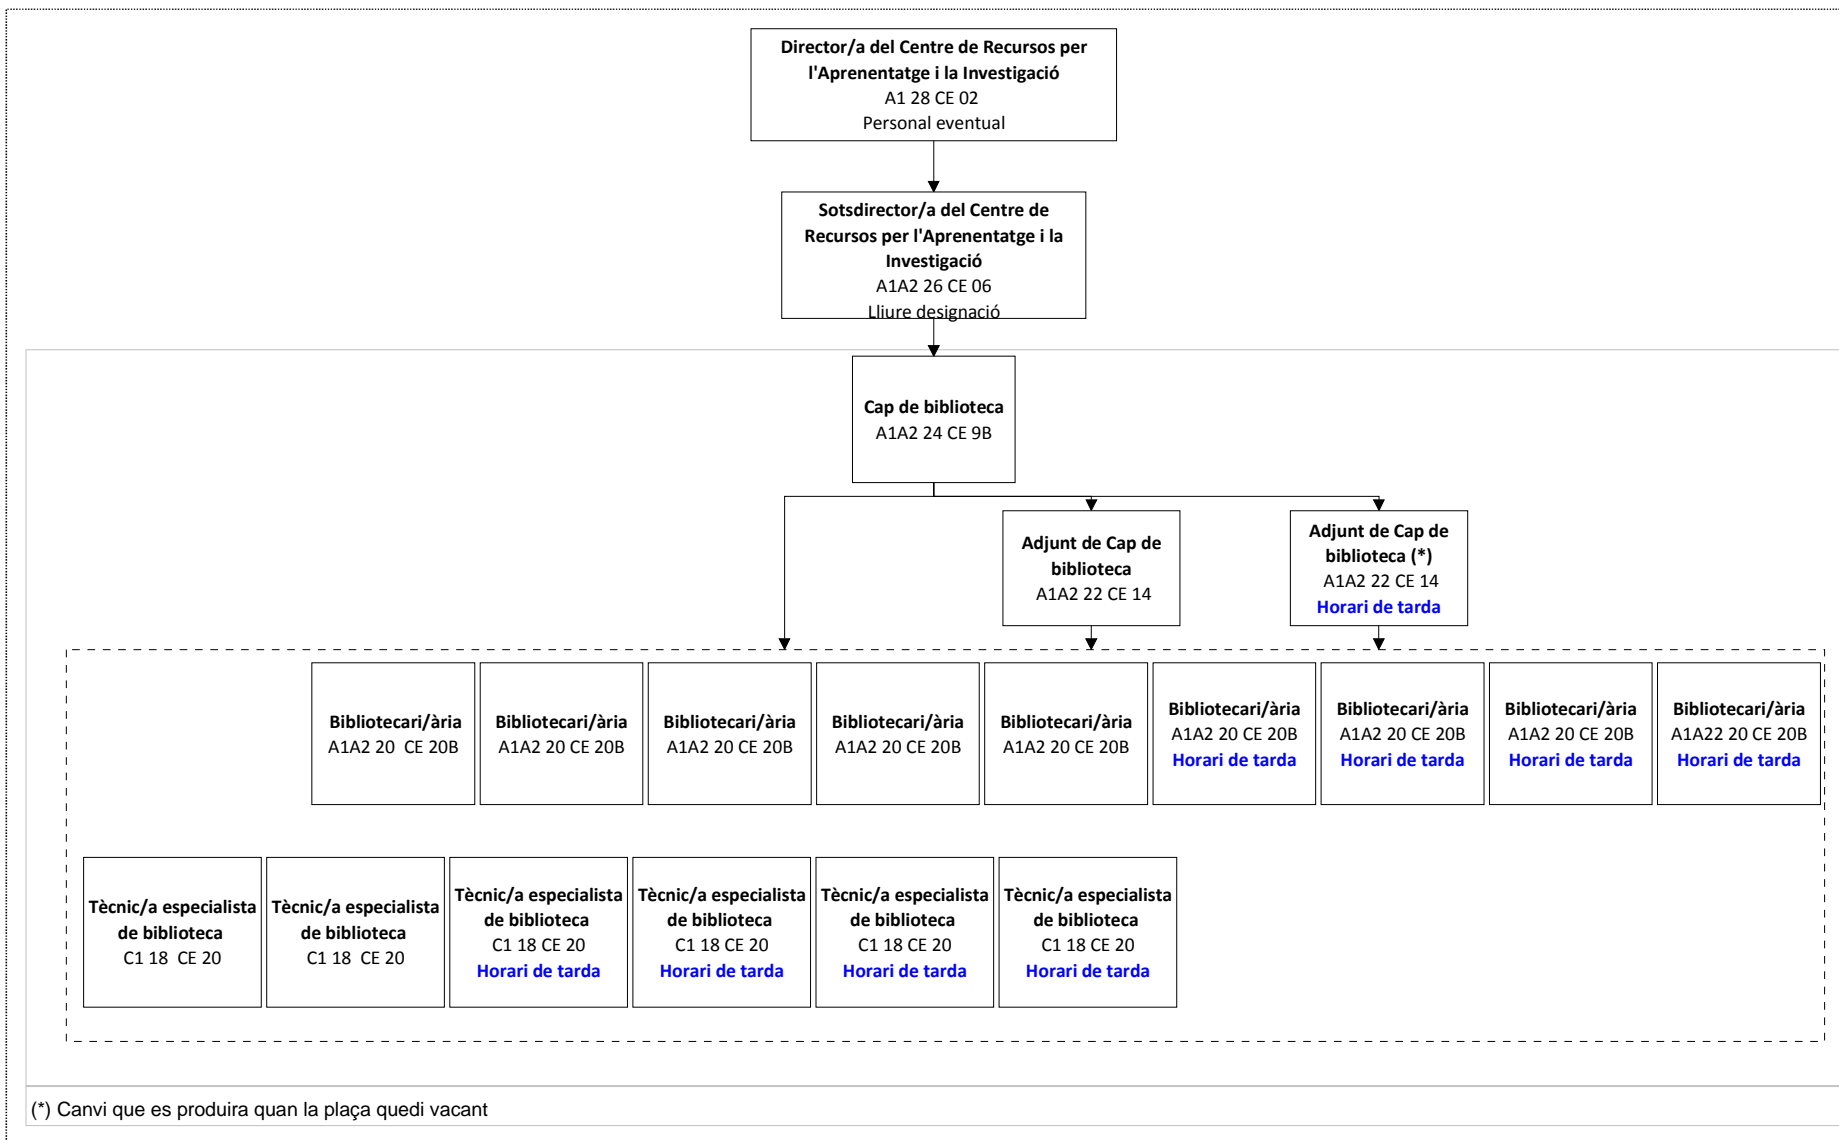 Director/a del Centre de Recursos per
l'Aprenentatge i la Investigació
A1 28 CE 02
Personal eventual
Sotsdirector/a del Centre de
Recursos per l'Aprenentatge i la
Investigació
A1A2 26 CE 06
Lliure designació
Cap de biblioteca
A1A2 24 CE 9B
Adjunt de Cap de
biblioteca
A1A2 22 CE 14
Adjunt de Cap de
biblioteca (*)
A1A2 22 CE 14
Horari de tarda
Bibliotecari/ària
A1A2 20  CE 20B
Bibliotecari/ària
A1A2 20 CE 20B
Bibliotecari/ària
A1A2 20 CE 20B
Bibliotecari/ària
A1A2 20 CE 20B
Bibliotecari/ària
A1A2 20 CE 20B
Bibliotecari/ària
A1A2 20 CE 20B
Horari de tarda
Bibliotecari/ària
A1A2 20 CE 20B
Horari de tarda
Bibliotecari/ària
A1A2 20 CE 20B
Horari de tarda
Bibliotecari/ària
A1A22 20 CE 20B
Horari de tarda
Tècnic/a especialista
de biblioteca
C1 18  CE 20
Tècnic/a especialista
de biblioteca
C1 18  CE 20
Tècnic/a especialista
de biblioteca
C1 18 CE 20
Horari de tarda
Tècnic/a especialista
de biblioteca
C1 18 CE 20
Horari de tarda
Tècnic/a especialista
de biblioteca
C1 18 CE 20
Horari de tarda
Tècnic/a especialista
de biblioteca
C1 18 CE 20
Horari de tarda
(*) Canvi que es produira quan la plaça quedi vacant